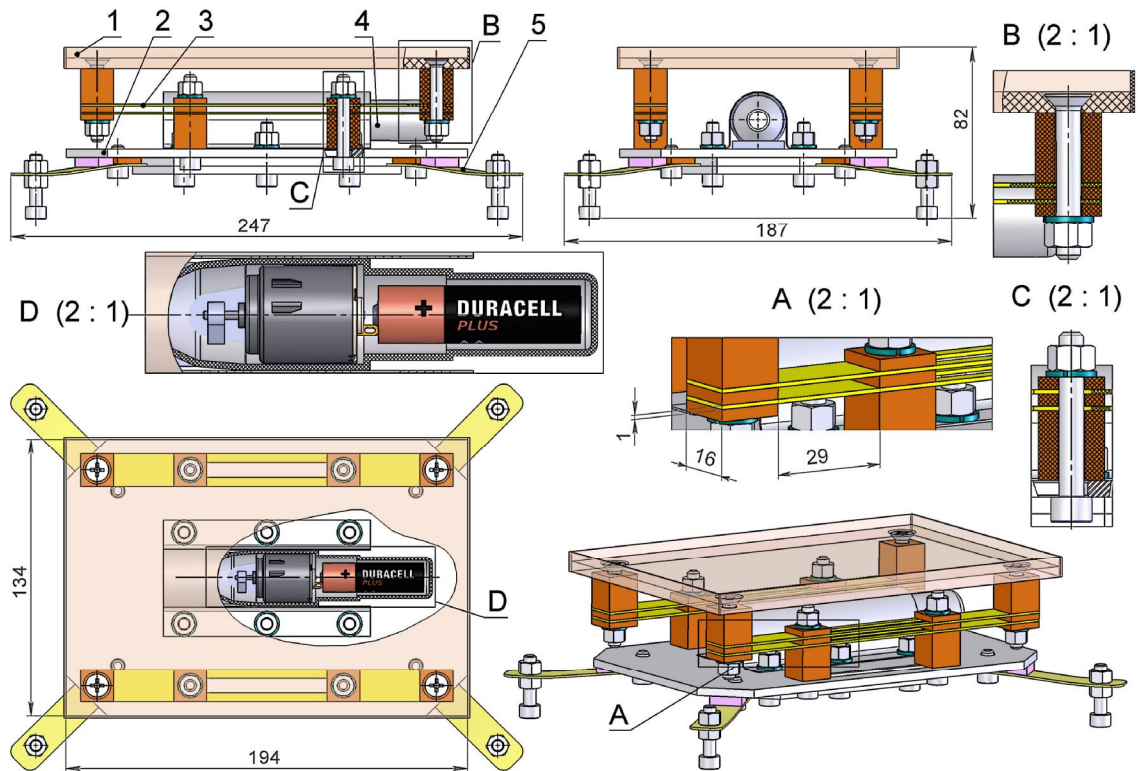 1 2 3 4 B 5
B (2 : 1)
C
82
247
187
D (2 : 1)
+ DURACELL
PLUS
A (2 : 1)
C (2 : 1)
1
16
29
134
+ DURACELL
PLUS
D
A
194